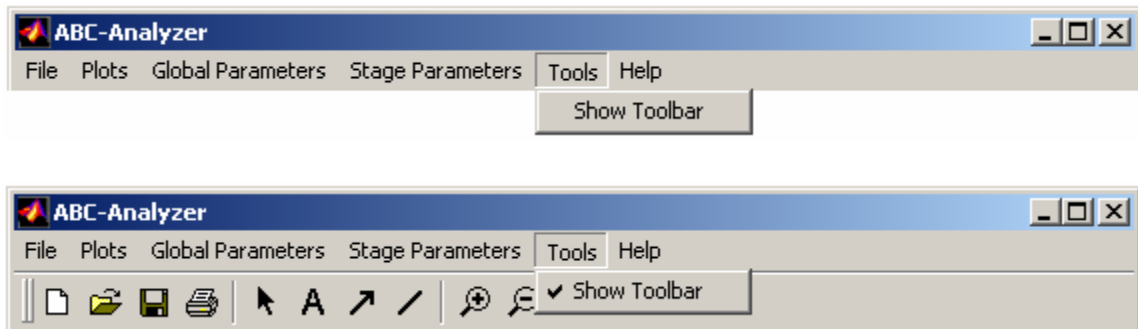 ABC-Analyzer
File Plots Global Parameters Stage Parameters Tools Help
Show Toolbar
ABC-Analyzer
File Plots Global Parameters Stage Parameters Tools Help
A
Show Toolbar